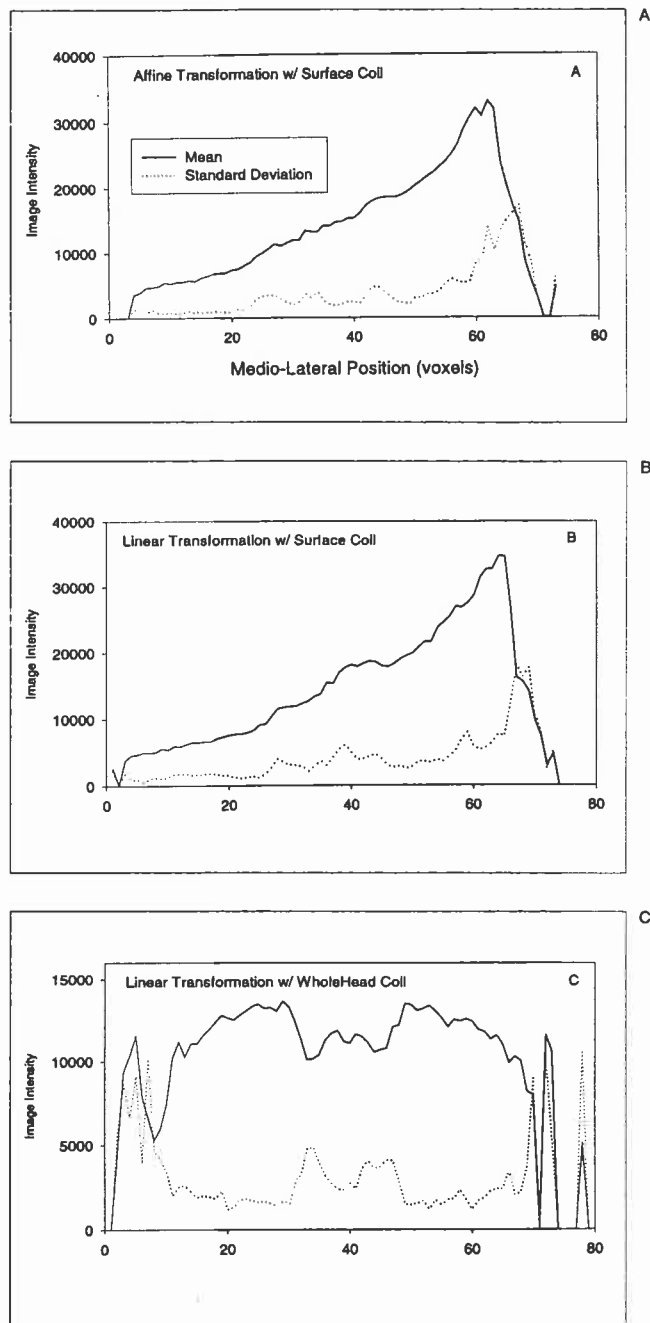 A
40000
Affine Transformation w/ Surface Coil
A
30000
Mean
Standard Deviation
20000
10000
0
0
20
40
60
80
Image Intensity
Medio-Lateral Position (voxels)
B
40000
Linear Transformation w/ Surface Coil
B
30000
20000
10000
0
0
20
40
60
80
Image Intensity
C
15000
Linear Transformation w/ WholeHead Coil
C
10000
5000
0
0
20
40
60
80
Image Intensity